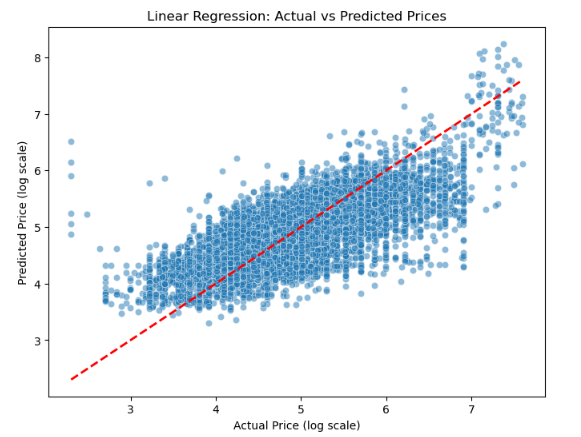 Linear Regression: Actual vs Predicted Prices
8
7
6
5
4
3
Predicted Price (log scale)
3 4 5 6 7
Actual Price (log scale)